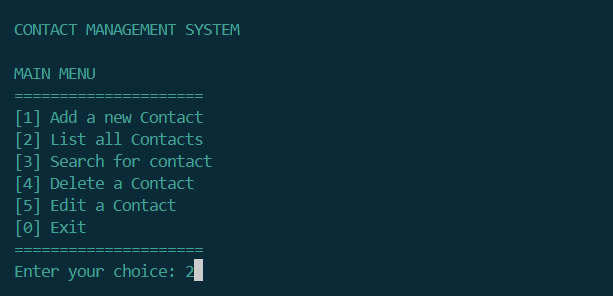 CONTACT MANAGEMENT SYSTEM
MAIN MENU
=====================
[1] Add a new Contact
[2] List all Contacts
[3] Search for contact
[4] Delete a Contact
[5] Edit a Contact
[0] Exit
=====================
Enter your choice: 2